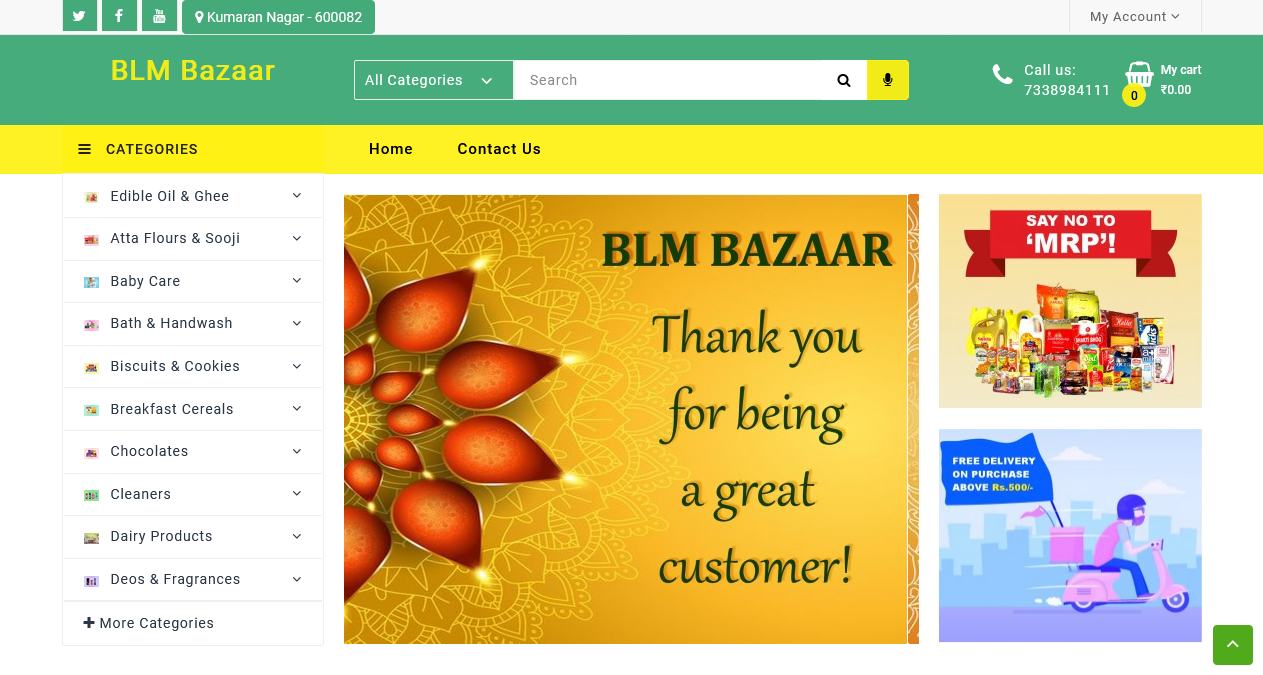 You Tube
Kumaran Nagar - 600082
My Account
BLM Bazaar
All Categories
Search
Call us:
7338984111
0
My cart
₹0.00
CATEGORIES
Home
Contact Us
Edible Oil & Ghee
Atta Flours & Sooji
Baby Care
Bath & Handwash
Biscuits & Cookies
Breakfast Cereals
Chocolates
Cleaners
Dairy Products
Deos & Fragrances
More Categories
BLM BAZAAR
Thank you
for being
a great
customer!
SAY NO TO
‘MRP’!
FREE DELIVERY
ON PURCHASE
ABOVE Rs.500/-